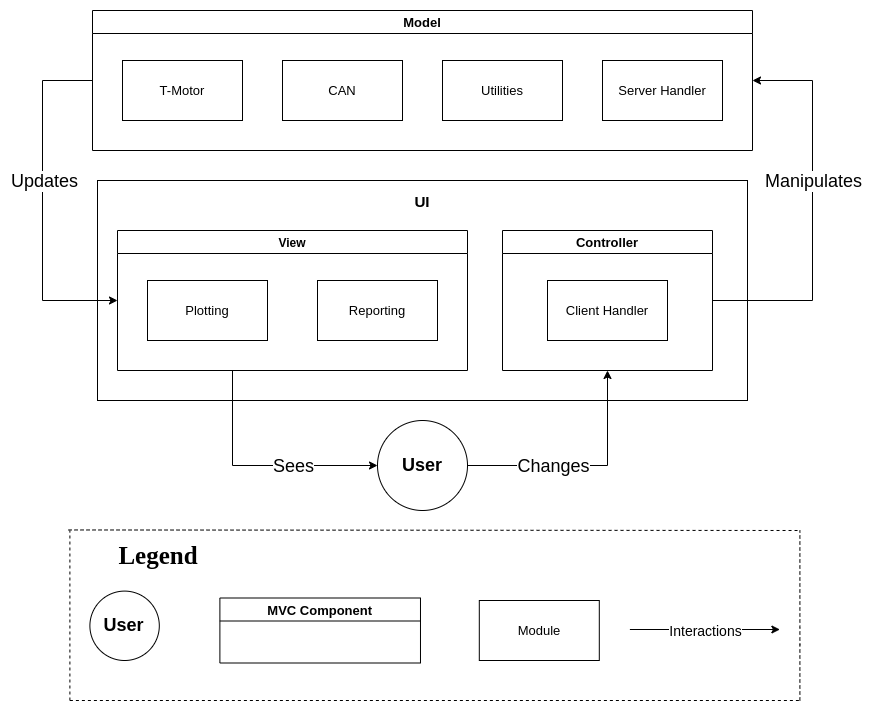 Model
T-Motor
CAN
Utilities
Server Handler
Updates
Manipulates
UI
View
Controller
Plotting
Reporting
Client Handler
Sees
User
Changes
Legend
User
MVC Component
Module
Interactions